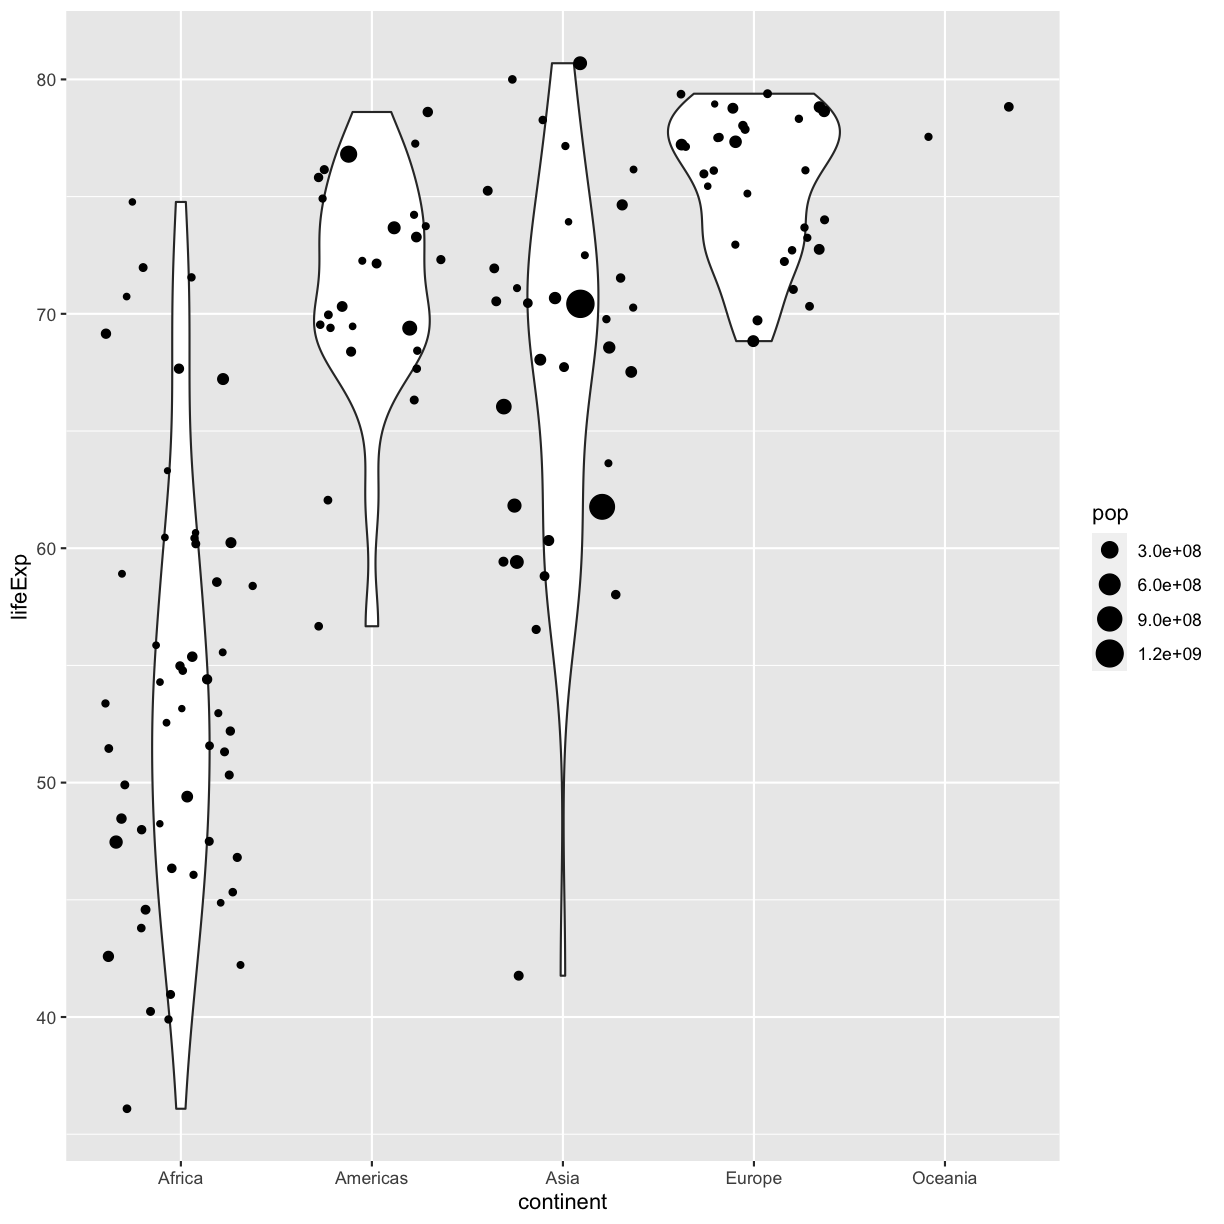 80
70
60
50
40
lifeExp
Africa
Americas
Asia
Europe
Oceania
continent
pop
3.0e+08
6.0e+08
9.0e+08
1.2e+09